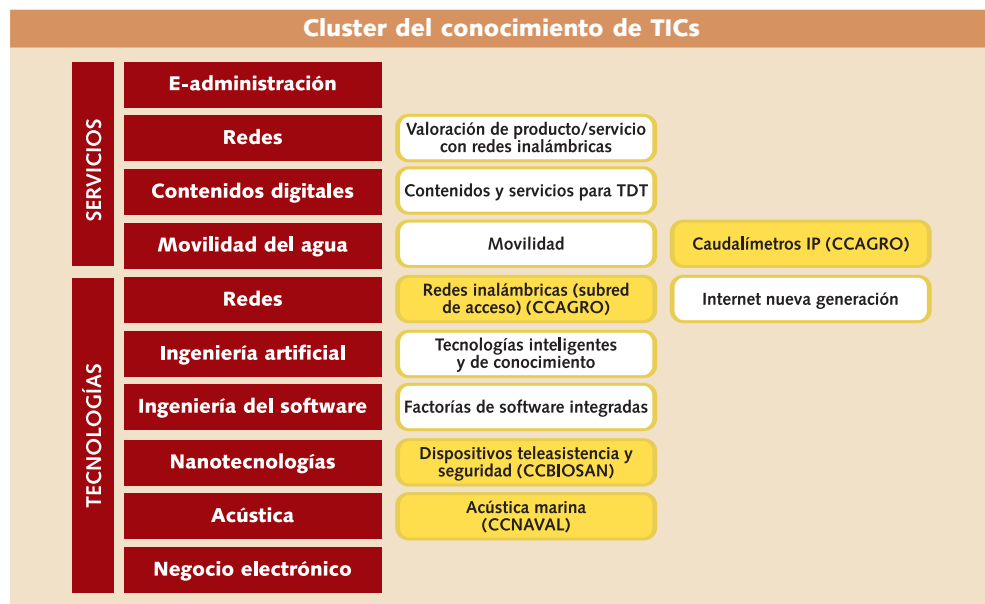 Cluster del conocimiento de TICs
SERVICIOS
E-administración
Redes
Valoración de producto/servicio
con redes inalámbricas
Contenidos digitales
Contenidos y servicios para TDT
Movilidad del agua
Movilidad
Caudalímetros IP (CCAGRO)
TECNOLOGÍAS
Redes
Redes inalámbricas (subred
de acceso) (CCAGRO)
Internet nueva generación
Ingeniería artificial
Tecnologías inteligentes
y de conocimiento
Ingeniería del software
Factorías de software integradas
Nanotecnologías
Dispositivos teleasistencia y
seguridad (CCBIOSAN)
Acústica
Acústica marina
(CCNAVAL)
Negocio electrónico